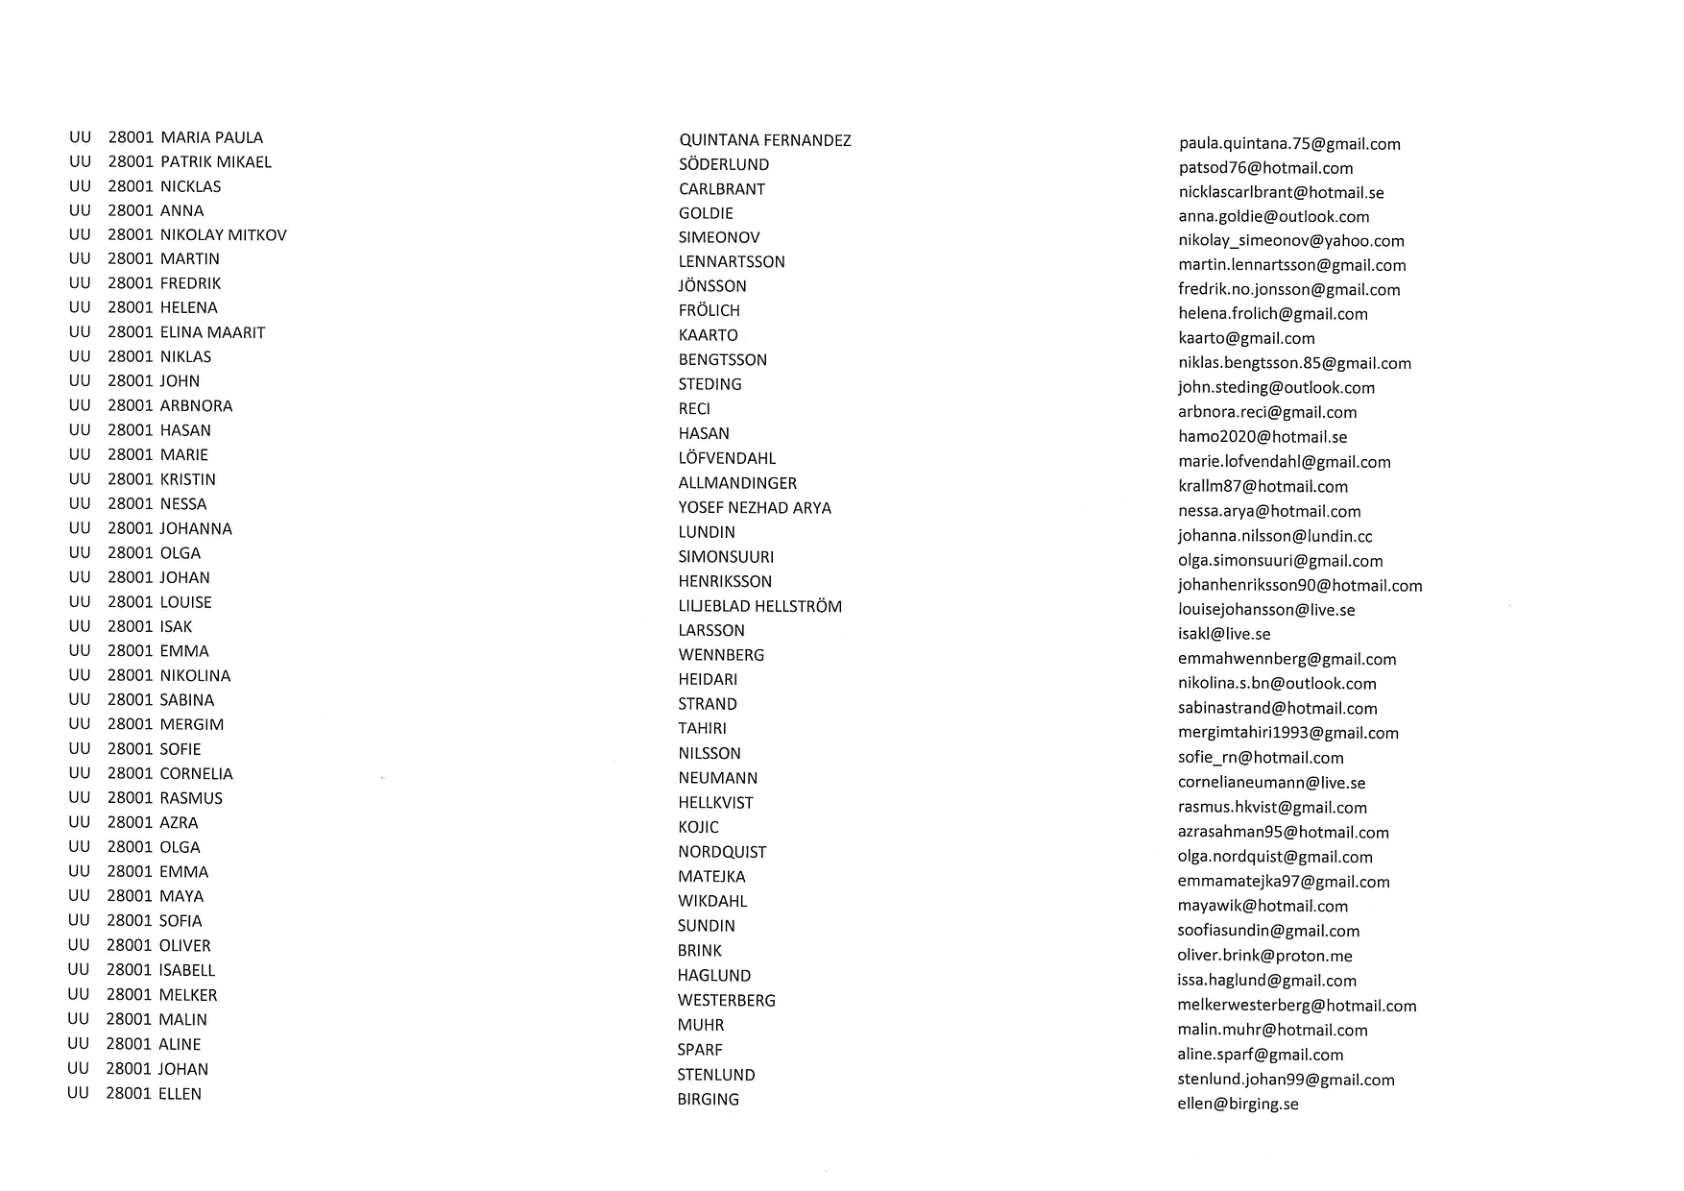 UU 28001 MARIA PAULA QUINTANA FERNANDEZ paula.quintana.75@gmail.com
UU 28001 PATRIK MIKAEL SÖDERLUND patsod76@hotmail.com
UU 28001 NICKLAS CARLBRANT nicklascarlbrant@hotmail.se
UU 28001 ANNA GOLDIE anna.goldie@outlook.com
UU 28001 NIKOLAY MITKOV SIMEONOV nikolay_simeonov@yahoo.com
UU 28001 MARTIN LENNARTSSON martin.lennartsson@gmail.com
UU 28001 FREDRIK JÖNSSON fredrik.no.jonsson@gmail.com
UU 28001 HELENA FRÖLICH helena.frolich@gmail.com
UU 28001 ELINA MAARIT KAARTO kaarto@gmail.com
UU 28001 NIKLAS BENGTSSON niklas.bengtsson.85@gmail.com
UU 28001 JOHN STEDING john.steding@outlook.com
UU 28001 ARBNORA RECI arbnora.reci@gmail.com
UU 28001 HASAN HASAN hamo2020@hotmail.se
UU 28001 MARIE LÖFVENDAHL marie.lofvendahl@gmail.com
UU 28001 KRISTIN ALLMANDINGER krallm87@hotmail.com
UU 28001 NESSA YOSEF NEZHAD ARYA nessa.arya@hotmail.com
UU 28001 JOHANNA LUNDIN johanna.nilsson@lundin.cc
UU 28001 OLGA SIMONSUURI olga.simonsuuri@gmail.com
UU 28001 JOHAN HENRIKSSON johanhenriksson90@hotmail.com
UU 28001 LOUISE LILJEBLAD HELLSTRÖM louisejohansson@live.se
UU 28001 ISAK LARSSON isakl@live.se
UU 28001 EMMA WENNBERG emmahwennberg@gmail.com
UU 28001 NIKOLINA HEIDARI nikolina.s.bn@outlook.com
UU 28001 SABINA STRAND sabinastrand@hotmail.com
UU 28001 MERGIM TAHIRI mergimtahiri1993@gmail.com
UU 28001 SOFIE NILSSON sofie_rn@hotmail.com
UU 28001 CORNELIA NEUMANN cornelianeumann@live.se
UU 28001 RASMUS HELLKVIST rasmus.hkvist@gmail.com
UU 28001 AZRA KOJIC azrasahman95@hotmail.com
UU 28001 OLGA NORDQUIST olga.nordquist@gmail.com
UU 28001 EMMA MATEJKA emmamatejka97@gmail.com
UU 28001 MAYA WIKDAHL mayawik@hotmail.com
UU 28001 SOFIA SUNDIN soofiasundin@gmail.com
UU 28001 OLIVER BRINK oliver.brink@proton.me
UU 28001 ISABELL HAGLUND issa.haglund@gmail.com
UU 28001 MELKER WESTERBERG melkerwesterberg@hotmail.com
UU 28001 MALIN MUHR malin.muhr@hotmail.com
UU 28001 ALINE SPARF aline.sparf@gmail.com
UU 28001 JOHAN STENLUND stenlund.johan99@gmail.com
UU 28001 ELLEN BIRGING ellen@birging.se